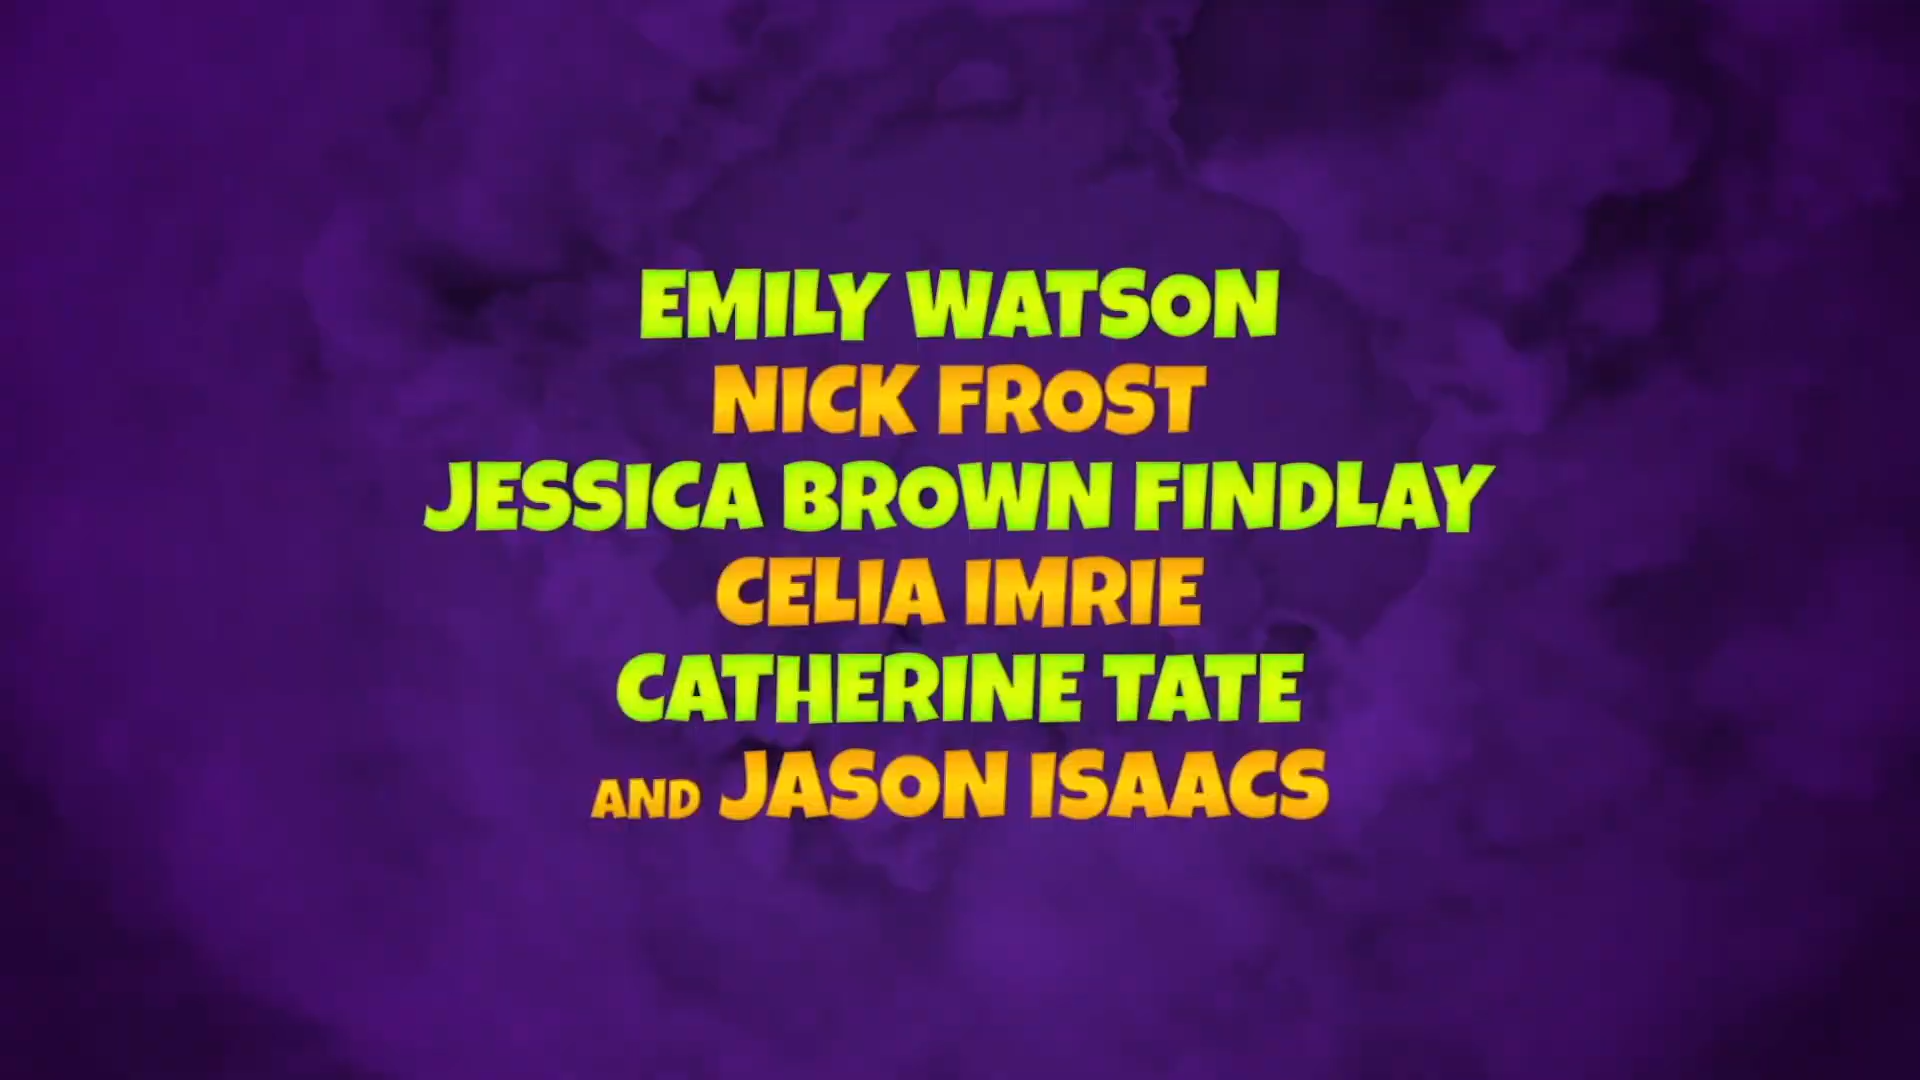 EMILY WATSON
NICK FROST
JESSICA BROWN FINDLAY
CELIA IMRIE
CATHERINE TATE
AND JASON ISAACS